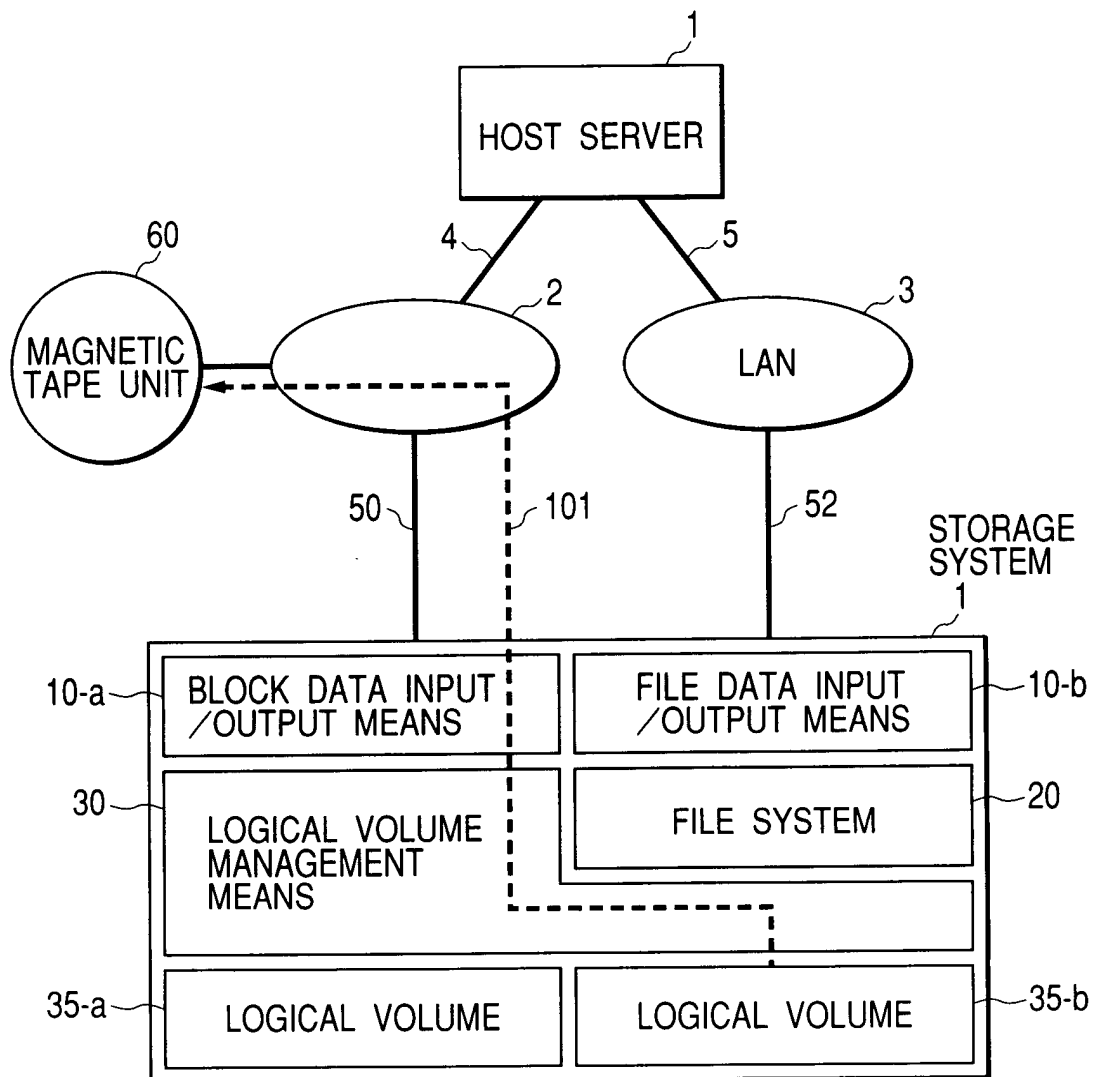 1
HOST SERVER
4
5
60
2
3
MAGNETIC
TAPE UNIT
LAN
50
101
52
STORAGE
SYSTEM
1
10-a
BLOCK DATA INPUT
/OUTPUT MEANS
FILE DATA INPUT
/OUTPUT MEANS
10-b
30
LOGICAL VOLUME
MANAGEMENT
MEANS
FILE SYSTEM
20
35-a
LOGICAL VOLUME
LOGICAL VOLUME
35-b